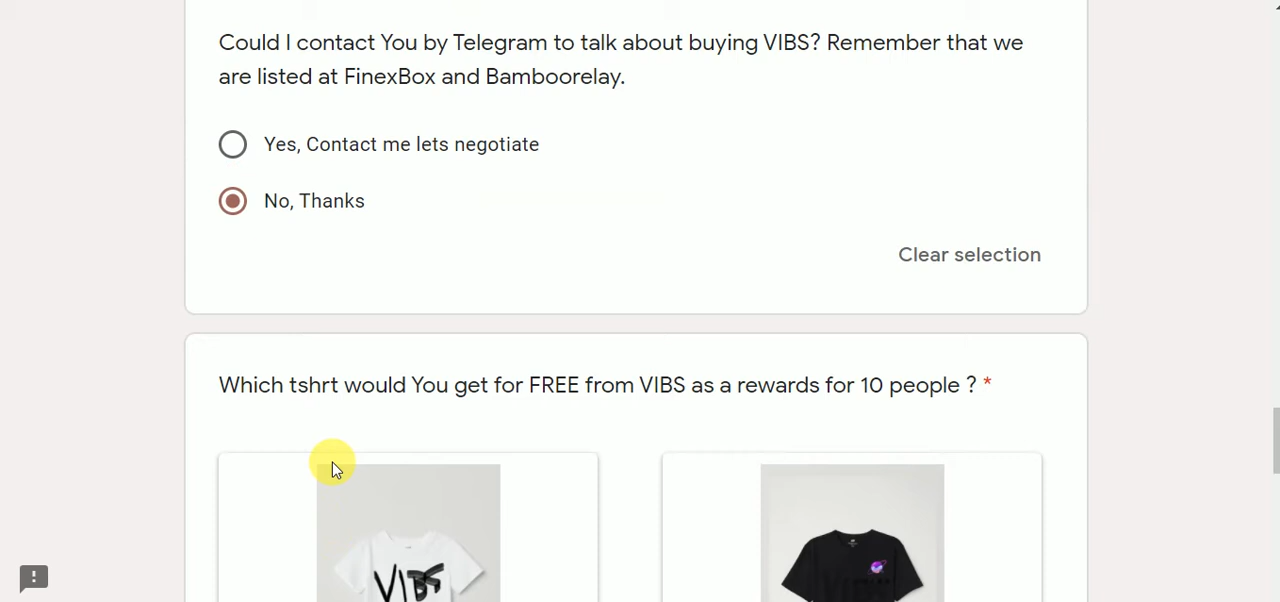 Could I contact You by Telegram to talk about buying VIBS? Remember that we
are listed at FinexBox and Bamboorelay.
Yes, Contact me lets negotiate
No, Thanks
Clear selection
Which tshrt would You get for FREE from VIBS as a rewards for 10 people ? *
VIBS